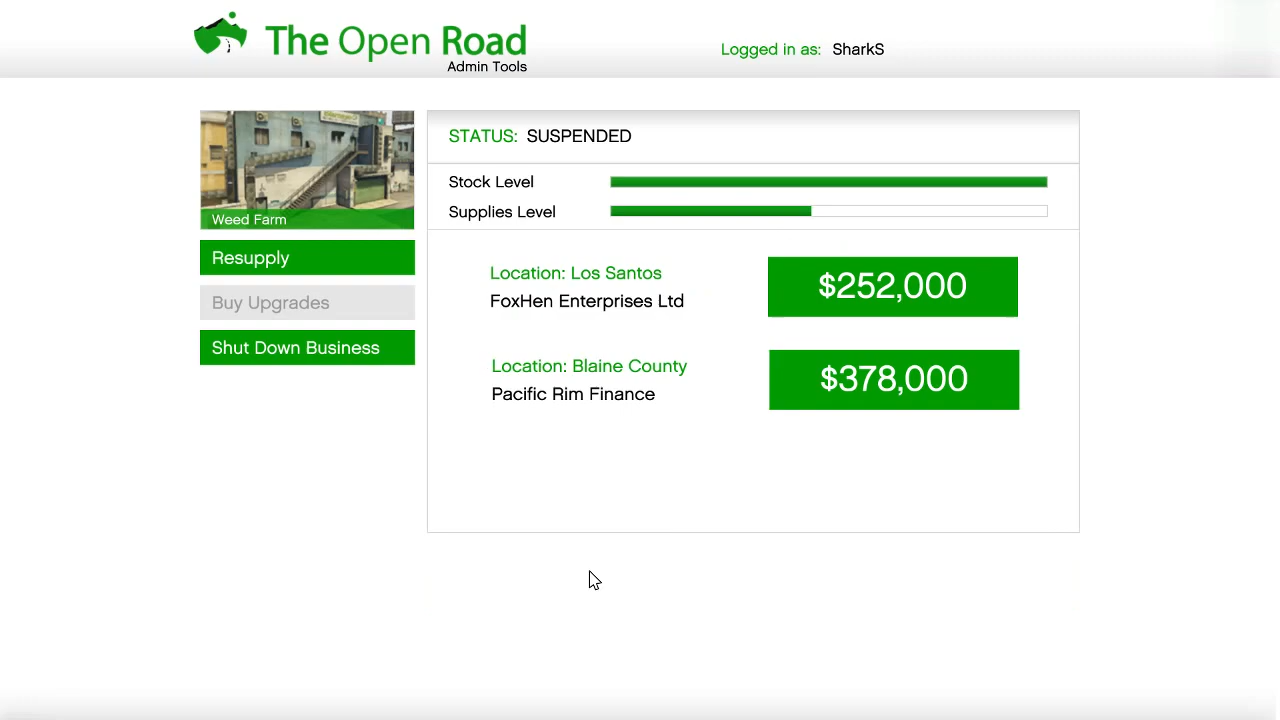 The Open Road
Admin Tools
Logged in as: SharkS
Weed Farm
Resupply
Buy Upgrades
Shut Down Business
STATUS: SUSPENDED
Stock Level
Supplies Level
Location: Los Santos
FoxHen Enterprises Ltd
$252,000
Location: Blaine County
Pacific Rim Finance
$378,000